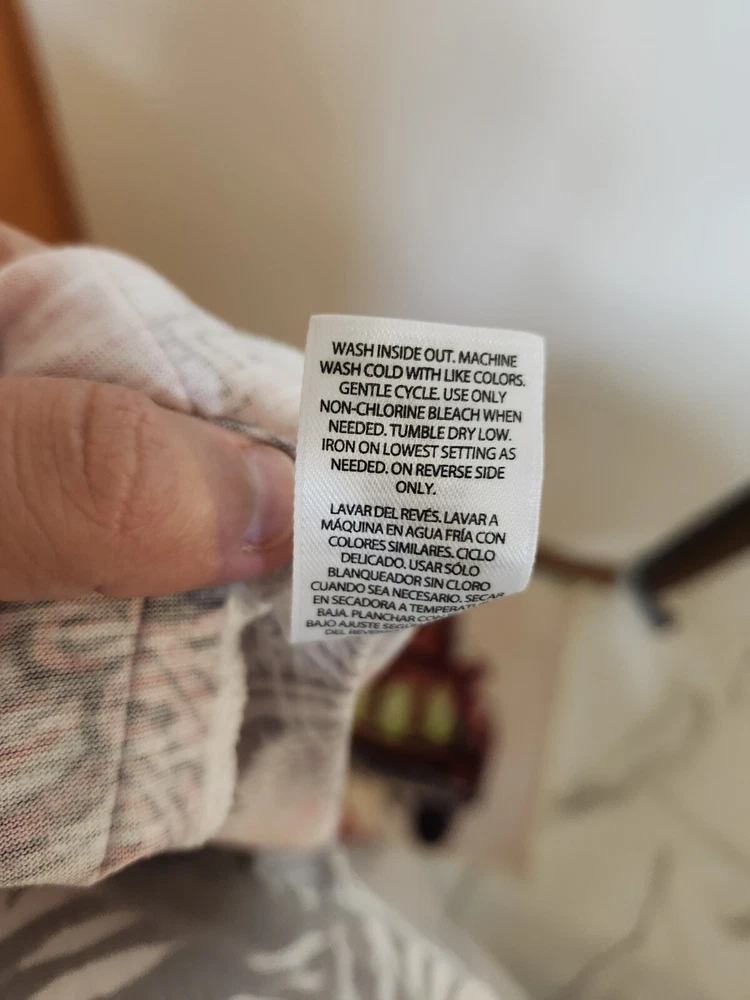 WASH INSIDE OUT. MACHINE
WASH COLD WITH LIKE COLORS.
GENTLE CYCLE. USE ONLY
NON-CHLORINE BLEACH WHEN
NEEDED. TUMBLE DRY LOW.
IRON ON LOWEST SETTING AS
NEEDED. ON REVERSE SIDE
ONLY.
LAVAR DEL REVÉS. LAVAR A
MÁQUINA EN AGUA FRÍA CON
COLORES SIMILARES. CICLO
DELICADO. USAR SÓLO
BLANQUEADOR SIN CLORO
CUANDO SEA NECESARIO. SECAR
EN SECADORA A
BAJA. PLANCHAR
BAJO AJUSTE
DEL